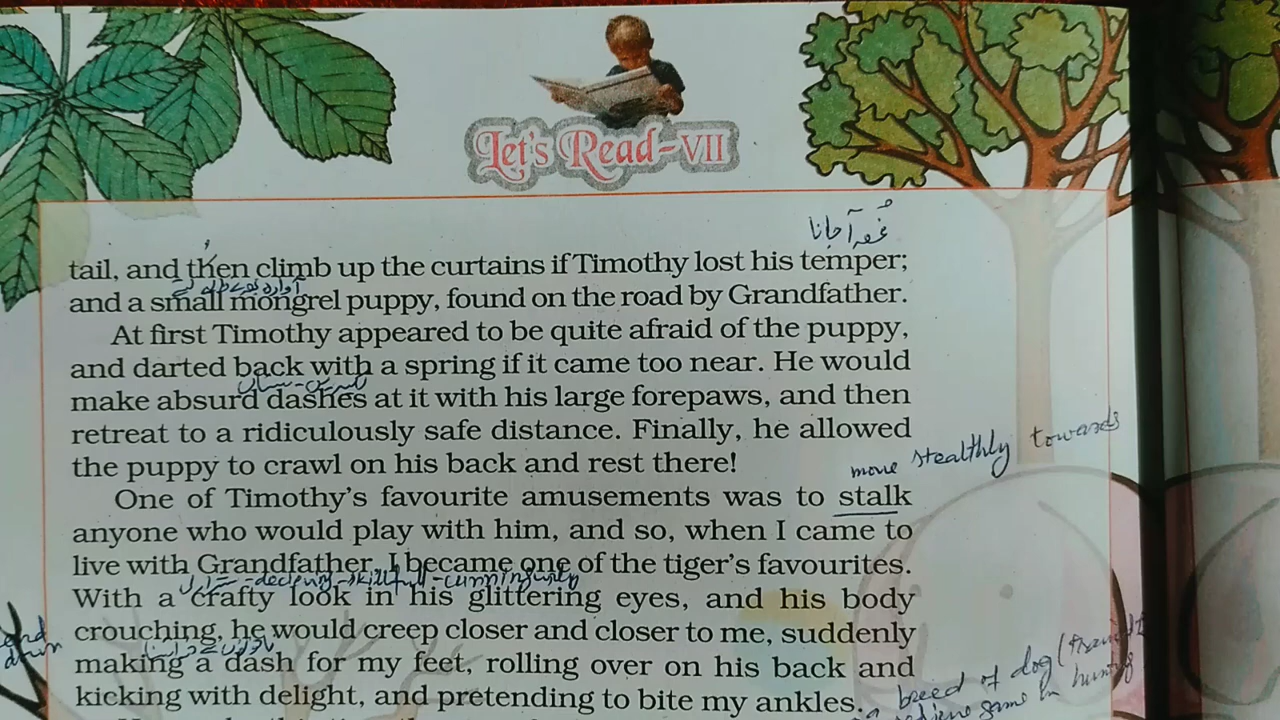 Let's Read-VII
غصہ آ جانا
tail, and then climb up the curtains if Timothy lost his temper;
and a small mongrel puppy, found on the road by Grandfather.
At first Timothy appeared to be quite afraid of the puppy,
and darted back with a spring if it came too near. He would
make absurd dashes at it with his large forepaws, and then
retreat to a ridiculously safe distance. Finally, he allowed
the puppy to crawl on his back and rest there!
move stealthly towards
One of Timothy's favourite amusements was to stalk
anyone who would play with him, and so, when I came to
live with Grandfather, I became one of the tiger's favourites.
With a crafty look in his glittering eyes, and his body
crouching, he would creep closer and closer to me, suddenly
making a dash for my feet, rolling over on his back and
kicking with delight, and pretending to bite my ankles.
breed of dog